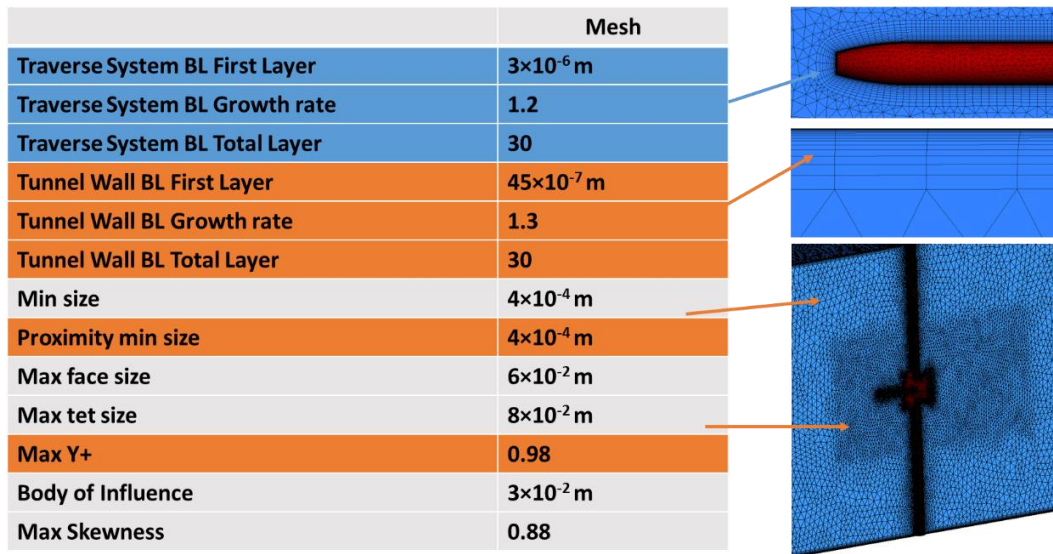 Mesh
Traverse System BL First Layer 3×10⁻⁶ m
Traverse System BL Growth rate 1.2
Traverse System BL Total Layer 30
Tunnel Wall BL First Layer 45×10⁻⁷ m
Tunnel Wall BL Growth rate 1.3
Tunnel Wall BL Total Layer 30
Min size 4×10⁻⁴ m
Proximity min size 4×10⁻⁴ m
Max face size 6×10⁻² m
Max tet size 8×10⁻² m
Max Y+ 0.98
Body of Influence 3×10⁻² m
Max Skewness 0.88